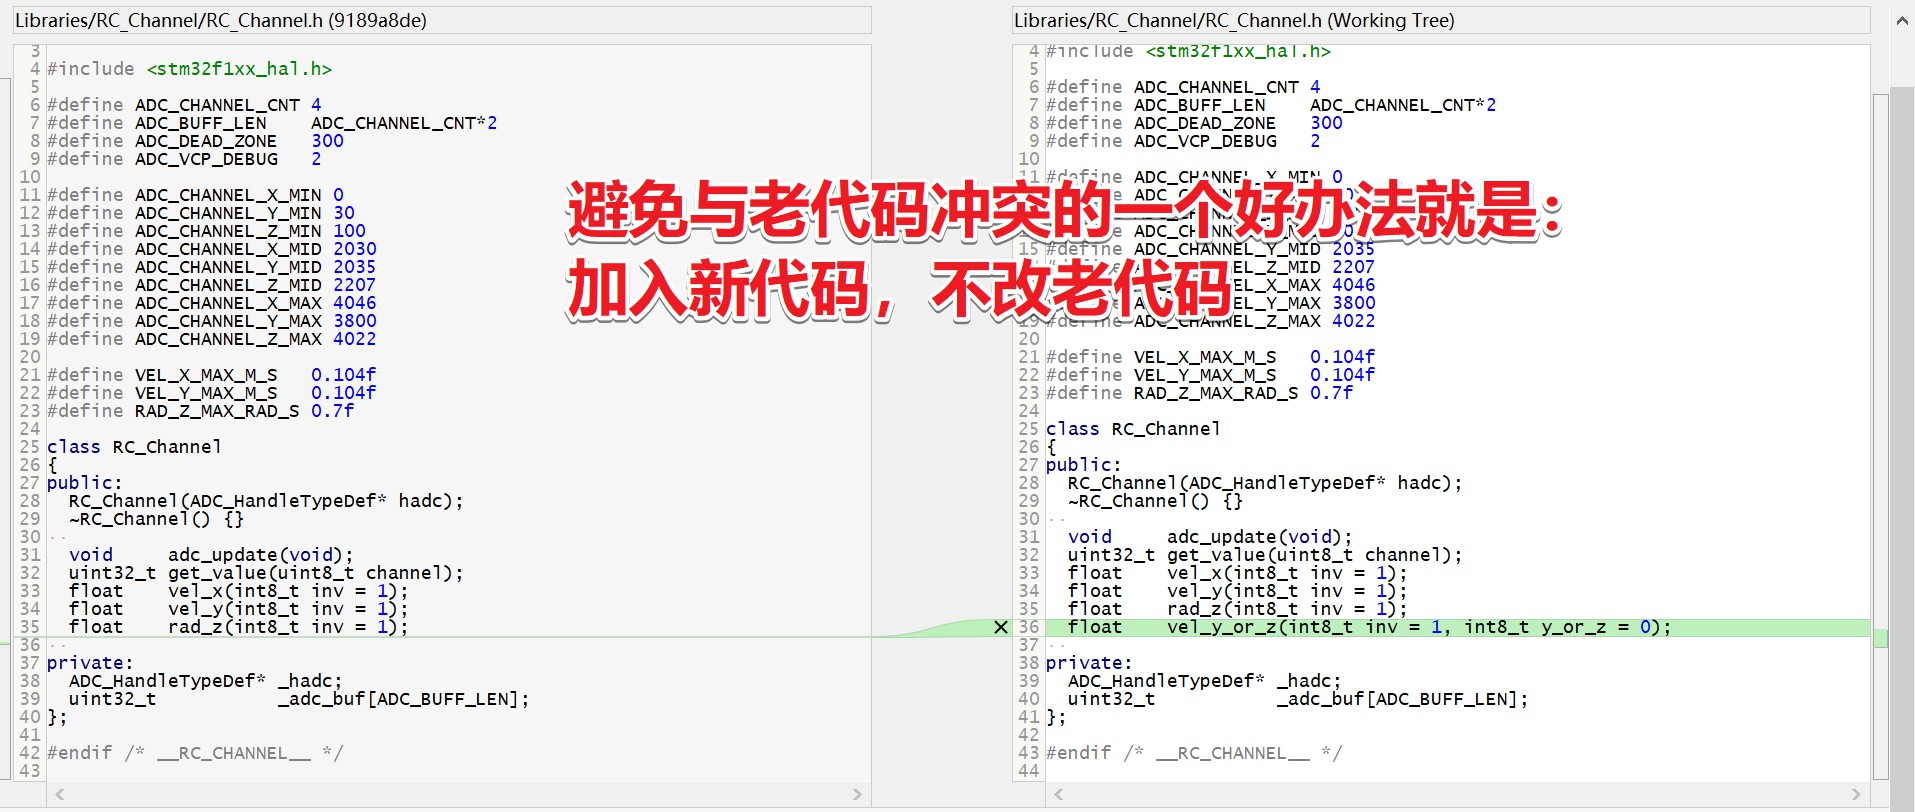 Libraries/RC_Channel/RC_Channel.h (9189a8de)
3
4 #include <stm32f1xx_hal.h>
5
6 #define ADC_CHANNEL_CNT 4
7 #define ADC_BUFF_LEN    ADC_CHANNEL_CNT*2
8 #define ADC_DEAD_ZONE   300
9 #define ADC_VCP_DEBUG   2
10
11 #define ADC_CHANNEL_X_MIN 0
12 #define ADC_CHANNEL_Y_MIN 30
13 #define ADC_CHANNEL_Z_MIN 100
14 #define ADC_CHANNEL_X_MID 2030
15 #define ADC_CHANNEL_Y_MID 2035
16 #define ADC_CHANNEL_Z_MID 2207
17 #define ADC_CHANNEL_X_MAX 4046
18 #define ADC_CHANNEL_Y_MAX 3800
19 #define ADC_CHANNEL_Z_MAX 4022
20
21 #define VEL_X_MAX_M_S   0.104f
22 #define VEL_Y_MAX_M_S   0.104f
23 #define RAD_Z_MAX_RAD_S 0.7f
24
25 class RC_Channel
26 {
27 public:
28   RC_Channel(ADC_HandleTypeDef* hadc);
29   ~RC_Channel() {}
30
31   void     adc_update(void);
32   uint32_t get_value(uint8_t channel);
33   float    vel_x(int8_t inv = 1);
34   float    vel_y(int8_t inv = 1);
35   float    rad_z(int8_t inv = 1);
36
37 private:
38   ADC_HandleTypeDef* _hadc;
39   uint32_t           _adc_buf[ADC_BUFF_LEN];
40 };
41
42 #endif /* __RC_CHANNEL__ */
43
避免与老代码冲突的一个好办法就是：
加入新代码，不改老代码
Libraries/RC_Channel/RC_Channel.h (Working Tree)
4 #include <stm32f1xx_hal.h>
5
6 #define ADC_CHANNEL_CNT 4
7 #define ADC_BUFF_LEN    ADC_CHANNEL_CNT*2
8 #define ADC_DEAD_ZONE   300
9 #define ADC_VCP_DEBUG   2
10
11 #define ADC_CHANNEL_X_MIN 0
15 #define ADC_CHANNEL_Y_MID 2035
Z_MID 2207
X_MAX 4046
Y_MAX 3800
19 #define ADC_CHANNEL_Z_MAX 4022
20
21 #define VEL_X_MAX_M_S   0.104f
22 #define VEL_Y_MAX_M_S   0.104f
23 #define RAD_Z_MAX_RAD_S 0.7f
24
25 class RC_Channel
26 {
27 public:
28   RC_Channel(ADC_HandleTypeDef* hadc);
29   ~RC_Channel() {}
30
31   void     adc_update(void);
32   uint32_t get_value(uint8_t channel);
33   float    vel_x(int8_t inv = 1);
34   float    vel_y(int8_t inv = 1);
35   float    rad_z(int8_t inv = 1);
36   float    vel_y_or_z(int8_t inv = 1, int8_t y_or_z = 0);
37
38 private:
39   ADC_HandleTypeDef* _hadc;
40   uint32_t           _adc_buf[ADC_BUFF_LEN];
41 };
42
43 #endif /* __RC_CHANNEL__ */
44